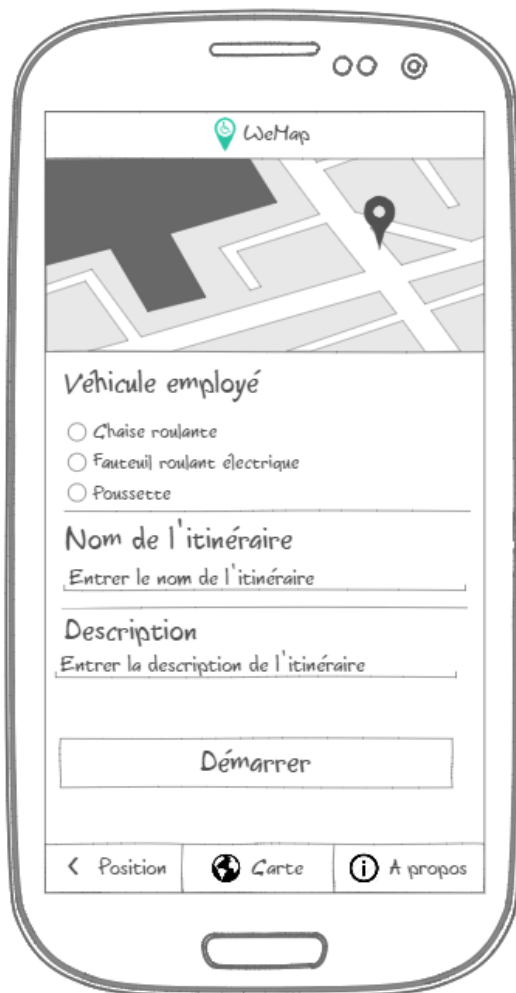 WeMap
Véhicule employé
Chaise roulante
Fauteuil roulant électrique
Poussette
Nom de l'itinéraire
Entrer le nom de l'itinéraire
Description
Entrer la description de l'itinéraire
Démarrer
Position
Carte
A propos